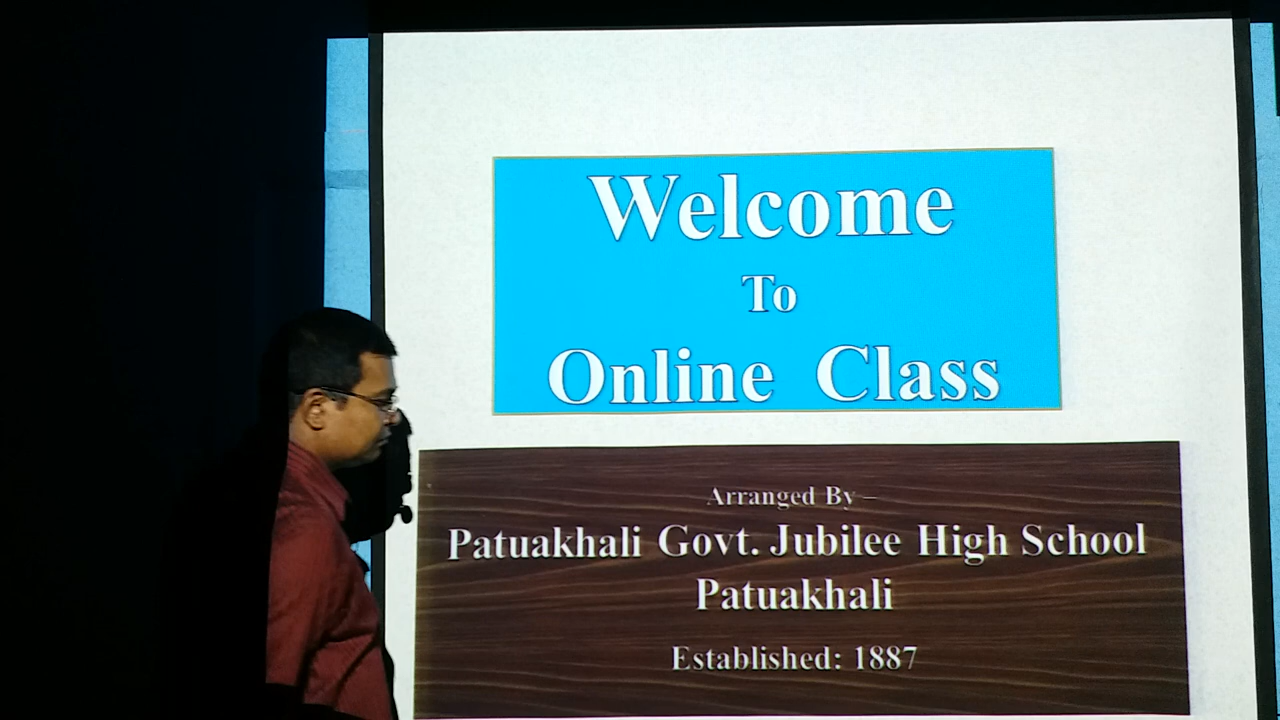 Welcome
To
Online Class
Arranged By –
Patuakhali Govt. Jubilee High School
Patuakhali
Established: 1887